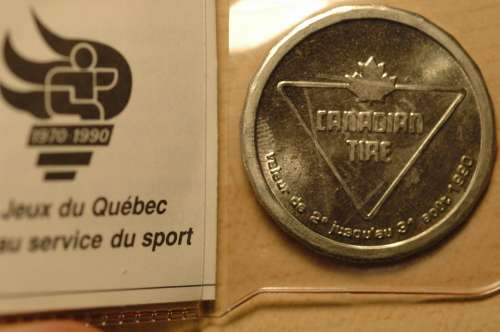 1970·1990
Jeux du Québec
au service du sport
CANADIAN
TIRE
Valeur de 2$ jusqu'au 31 août 1990